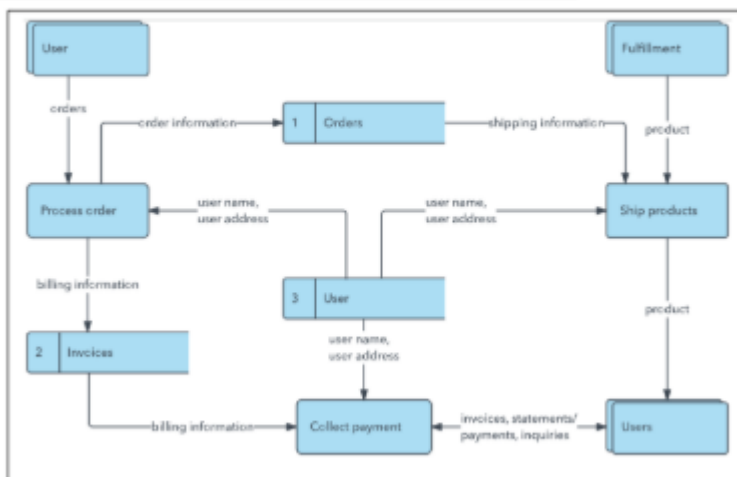 User
Fulfillment
orders
order information
1 Orders
shipping information
product
Process order
user name,
user address
user name,
user address
Ship products
billing information
3 User
product
2 Invoices
user name,
user address
billing information
Collect payment
invoices, statements/
payments, inquiries
Users